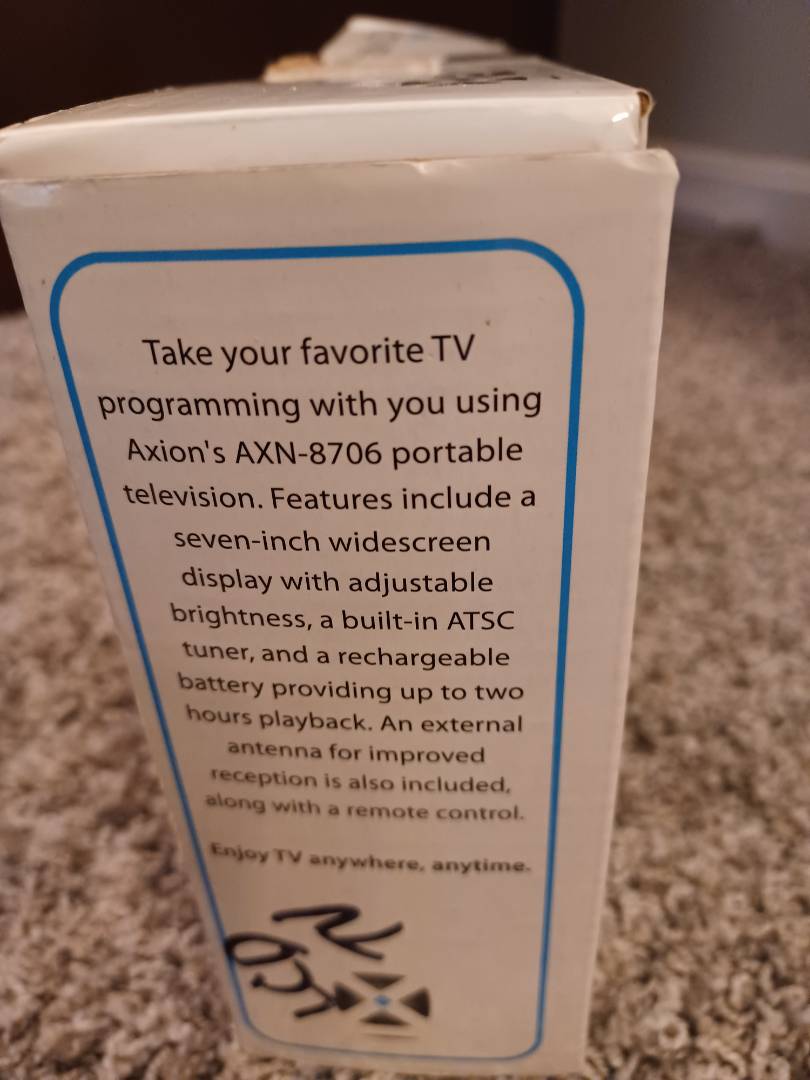 Take your favorite TV
programming with you using
Axion's AXN-8706 portable
television. Features include a
seven-inch widescreen
display with adjustable
brightness, a built-in ATSC
tuner, and a rechargeable
battery providing up to two
hours playback. An external
antenna for improved
reception is also included,
along with a remote control.
Enjoy TV anywhere, anytime.
LCD